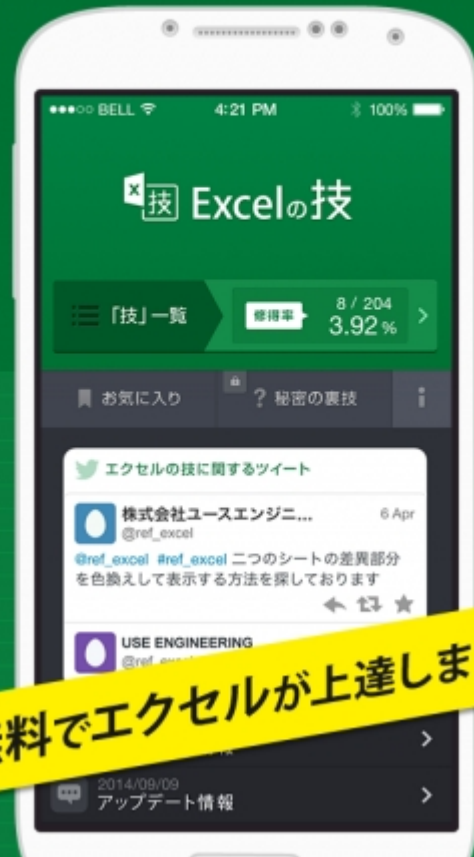 ●●●○○ BELL 4:21 PM 100%
技 Excelの技
「技」一覧 修得率 8 / 204
3.92 %
お気に入り ? 秘密の裏技 i
エクセルの技に関するツイート
株式会社ユースエンジニ... 6 Apr
@ref_excel
@ref_excel #ref_excel 二つのシートの差異部分
を色換えして表示する方法を探しております
USE ENGINEERING
料でエクセルが上達しま
2014/09/09
アップデート情報